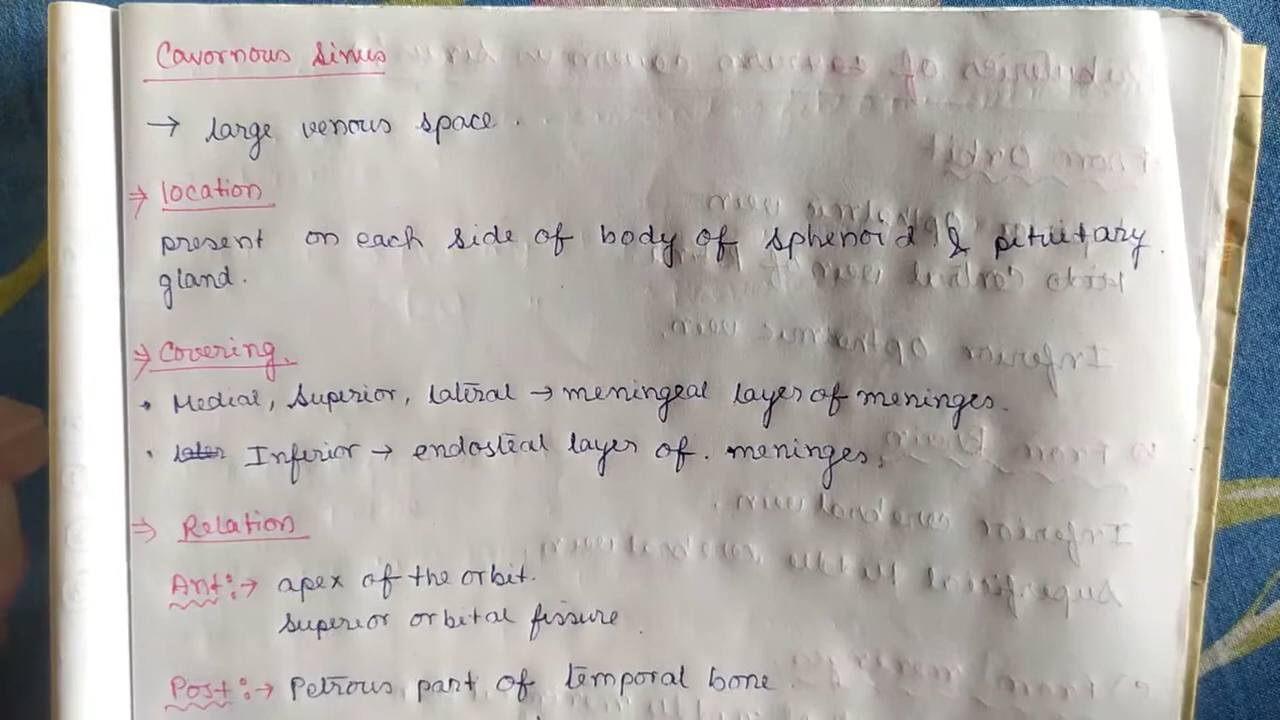 Cavornous Sinus
→ large venous space.
⇒ location
present on each side of body of sphenoid & pituitary
gland.
⇒ Covering.
• Medial, Superior, lateral → meningeal layer of meninges.
• Inferior → endosteal layer of. meninges.
⇒ Relation
Ant:→ apex of the orbit.
Superior orbital fissure.
Post:→ Petrous part of temporal bone